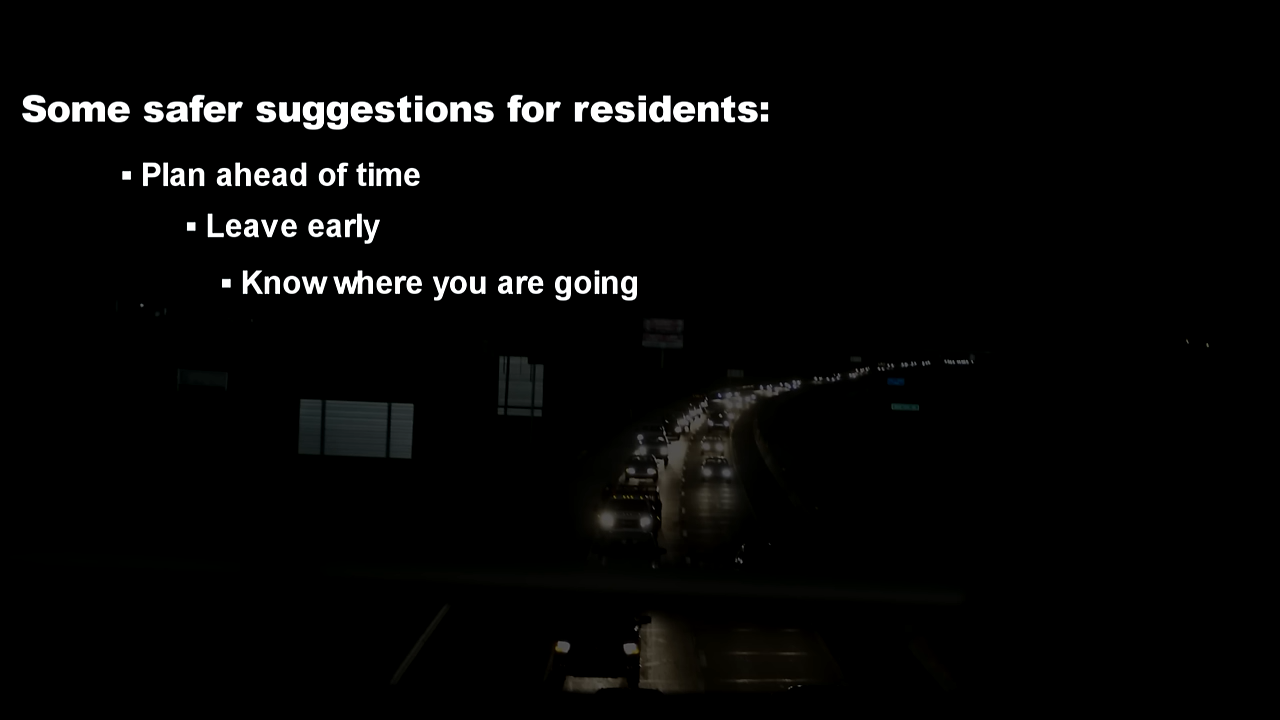 Some safer suggestions for residents:
▪ Plan ahead of time
▪ Leave early
▪ Know where you are going